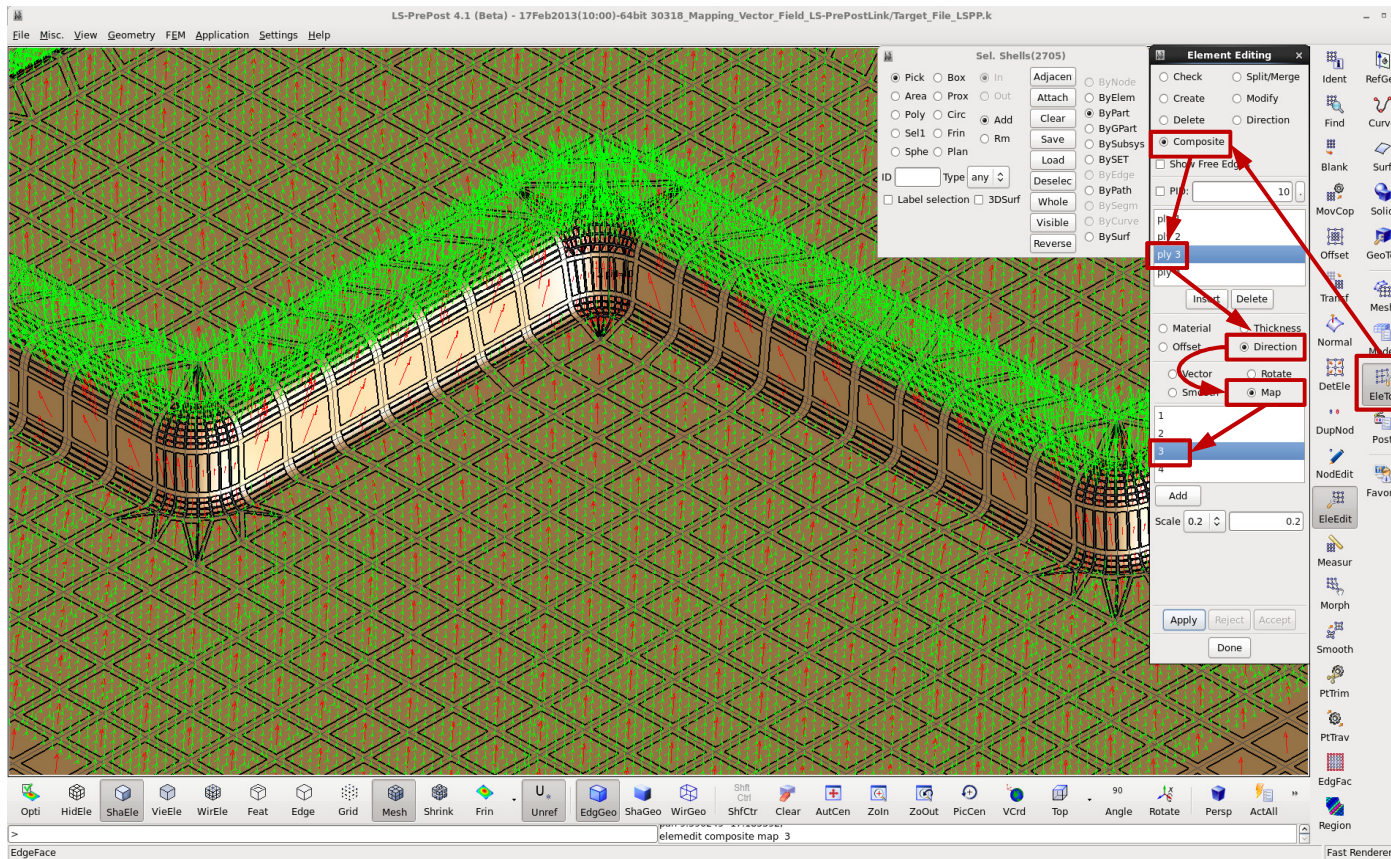 LS-PrePost 4.1 (Beta) - 17Feb2013(10:00)-64bit 30318_Mapping_Vector_Field_LS-PrePostLink/Target_File_LSPP.k
File Misc. View Geometry FEM Application Settings Help
Sel. Shells(2705)
Pick Box In
Area Prox Out
Poly Circ Add
Sel1 Frin Rm
Sphe Plan
ID Type any
Label selection 3DSurf
Adjacen
Attach
Clear
Save
Load
Deselec
Whole
Visible
Reverse
ByNode
ByElem
ByPart
ByGPart
BySubsys
BySET
ByEdge
ByPath
BySegm
ByCurve
BySurf
Element Editing
Check Split/Merge
Create Modify
Delete Direction
Composite
Show Free Edg
PID: 10 .
ply 2
ply 3
ply
Insert Delete
Material Thickness
Offset Direction
Vector Rotate
Map
1
2
3
4
Add
Scale 0.2 0.2
Apply Reject Accept
Done
Ident
Find
Blank
MovCop
Offset
Transf
Normal
DetEle
DupNod
NodEdit
EleEdit
Measur
Morph
Smooth
PtTrim
PtTrav
EdgFac
Region
RefGe
Curv
Surf
Solid
GeoT
Mesh
EleTo
Post
Favor
Opti HidEle ShaEle VieEle WirEle Feat Edge Grid Mesh Shrink Frin Unref EdgGeo ShaGeo WirGeo ShfCtr Clear AutCen ZoIn ZoOut PicCen VCrd Top Angle Rotate Persp ActAll
Shft
Ctrl
90
>
elemedit composite map 3
EdgeFace
Fast Renderer